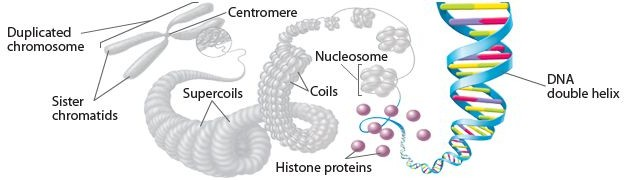 Duplicated
chromosome
Centromere
Sister
chromatids
Supercoils
Coils
Nucleosome
Histone proteins
DNA
double helix